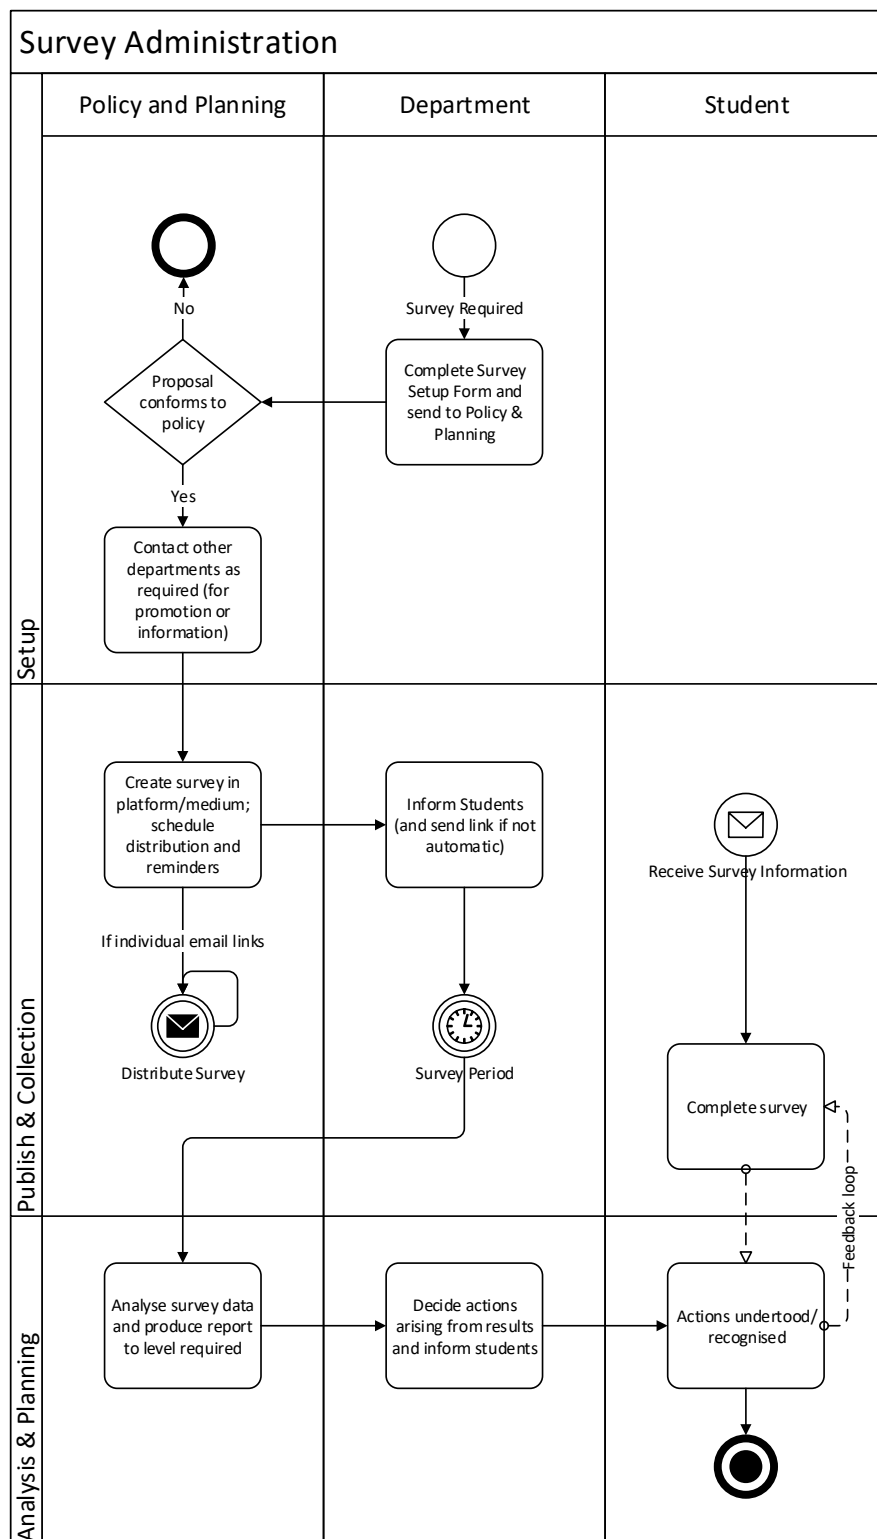 Survey Administration
Policy and Planning
Department
Student
Setup
Survey Required
No
Complete Survey
Setup Form and
send to Policy &
Planning
Proposal
conforms to
policy
Yes
Contact other
departments as
required (for
promotion or
information)
Publish & Collection
Create survey in
platform/medium;
schedule
distribution and
reminders
Inform Students
(and send link if not
automatic)
Receive Survey Information
If individual email links
Distribute Survey
Survey Period
Complete survey
Feedback loop
Analysis & Planning
Analyse survey data
and produce report
to level required
Decide actions
arising from results
and inform students
Actions undertood/
recognised